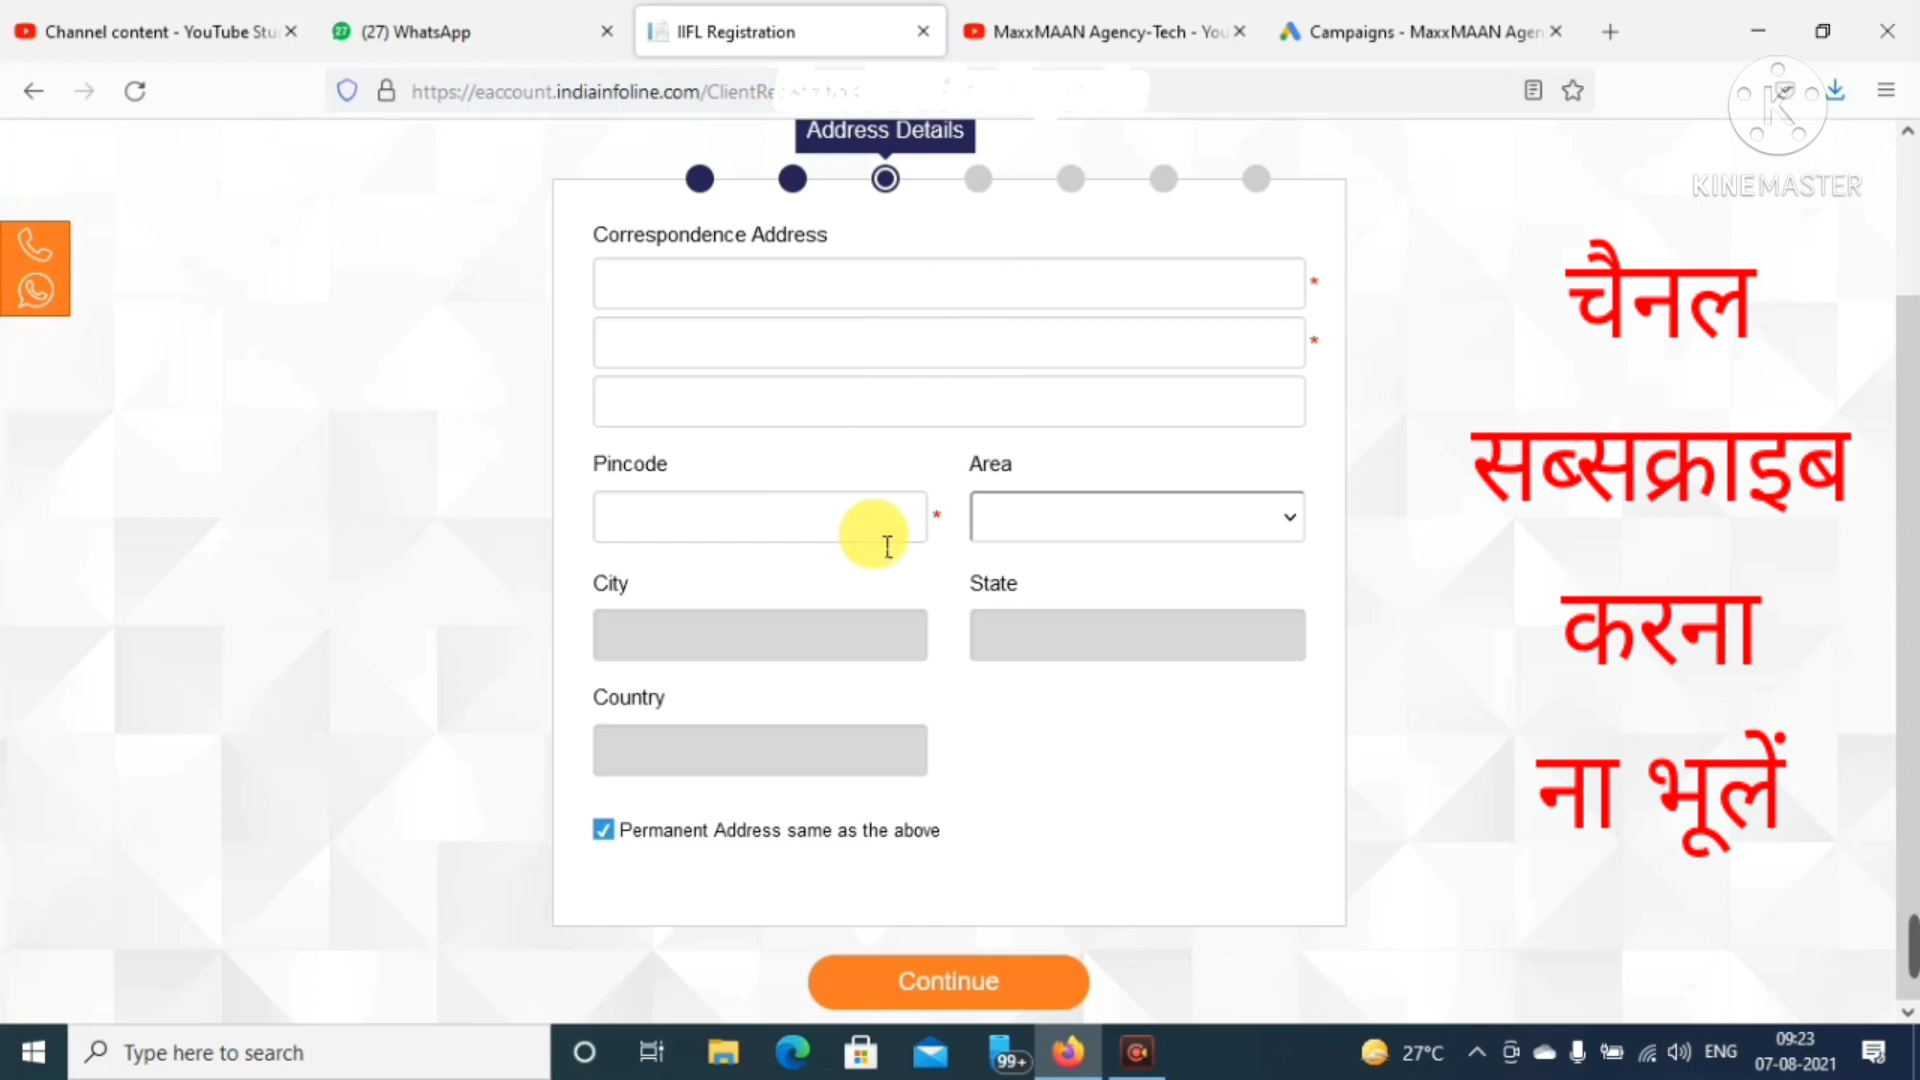 Channel content - YouTube Stu
27
(27) WhatsApp
IIFL Registration
MaxxMAAN Agency-Tech - You
Campaigns - MaxxMAAN Agen
https://eaccount.indiainfoline.com/ClientRe
KINEMASTER
Address Details
Correspondence Address
*
*
Pincode
Area
*
City
State
Country
Permanent Address same as the above
Continue
चैनल
सब्सक्राइब
करना
ना भूलें
Type here to search
99+
27°C
ENG
09:23
07-08-2021